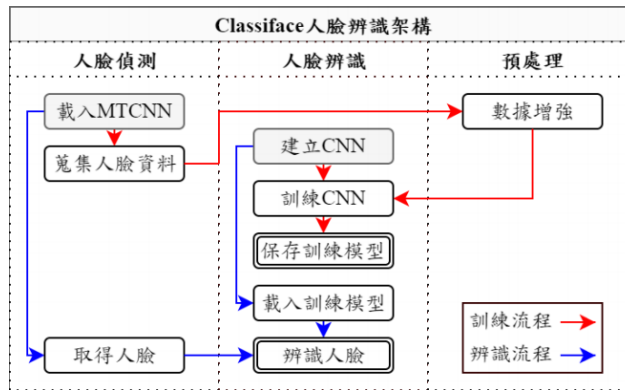 Classiface人臉辨識架構
人臉偵測
人臉辨識
預處理
載入MTCNN
數據增強
建立CNN
蒐集人臉資料
訓練CNN
保存訓練模型
載入訓練模型
訓練流程
取得人臉
辨識人臉
辨識流程